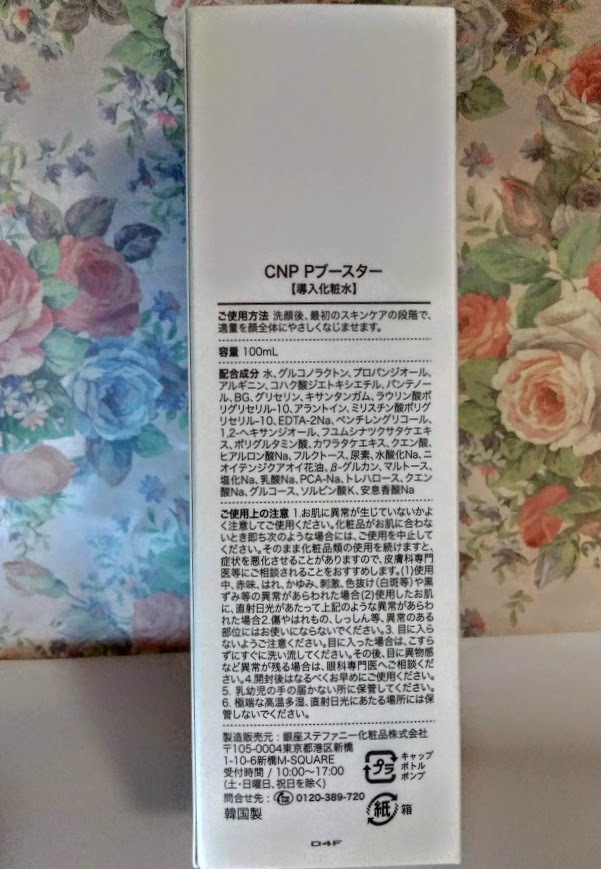 CNP Pブースター
【導入化粧水】
ご使用方法 洗顔後、最初のスキンケアの段階で、
適量を顔全体にやさしくなじませます。
容量 100mL
配合成分 水、グルコノラクトン、プロパンジオール、
アルギニン、コハク酸ジエトキシエチル、パンテノー
ル、BG、グリセリン、キサンタンガム、ラウリン酸ポ
リグリセリル-10、アラントイン、ミリスチン酸ポリグ
リセリル-10、EDTA-2Na、ペンチレングリコール、
1,2-ヘキサンジオール、フユムシナツクサタケエキ
ス、ポリグルタミン酸、カワラタケエキス、クエン酸、
ヒアルロン酸Na、フルクトース、尿素、水酸化Na、ニ
オイテンジクアオイ花油、β-グルカン、マルトース、
塩化Na、乳酸Na、PCA-Na、トレハロース、クエン
酸Na、グルコース、ソルビン酸K、安息香酸Na
ご使用上の注意 1.お肌に異常が生じていないかよ
く注意してご使用ください。化粧品がお肌に合わな
いとき即ち次のような場合には、ご使用を中止して
ください。そのまま化粧品類の使用を続けますと、
症状を悪化させることがありますので、皮膚科専門
医等にご相談されることをおすすめします。(1)使用
中、赤味、はれ、かゆみ、刺激、色抜け(白斑等)や黒
ずみ等の異常があらわれた場合(2)使用したお肌
に、直射日光があたって上記のような異常があらわ
れた場合2.傷やはれもの、しっしん等、異常のある
部位にはお使いにならないでください。3. 目に入ら
ないようご注意ください。目に入った場合は、こすら
ずにすぐに洗い流してください。その後、目に異物感
など異常が残る場合は、眼科専門医へご相談くださ
い。4.開封後はなるべくお早めにご使用ください。
5. 乳幼児の手の届かない所に保管してください。
6. 極端な高温多湿、直射日光にあたる場所には保
管しないでください。
製造販売元：銀座ステファニー化粧品株式会社
〒105-0004東京都港区新橋
1-10-6新橋M-SQUARE
受付時間 / 10:00〜17:00
(土・日曜日、祝日を除く)
問合せ先： 0120-389-720
韓国製
プラ
キャップ
ボトル
ポンプ
紙 箱
D4F